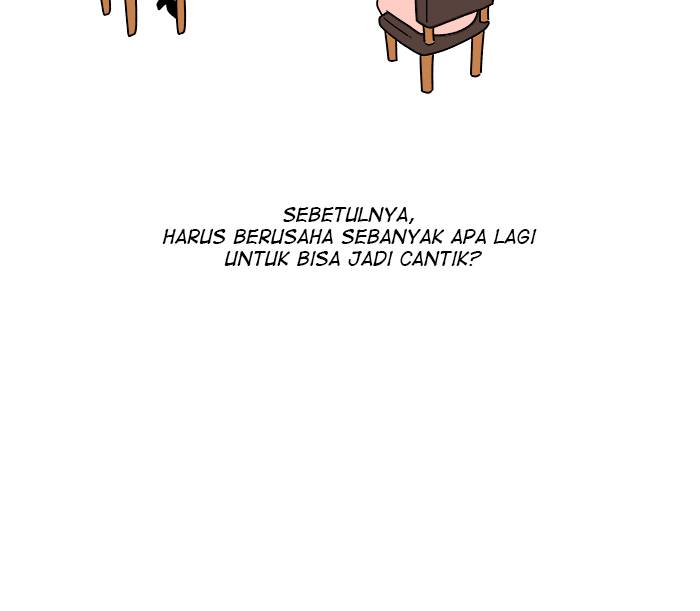 SEBETULNYA,
HARUS BERUSAHA SEBANYAK APA LAGI
UNTUK BISA JADI CANTIK?